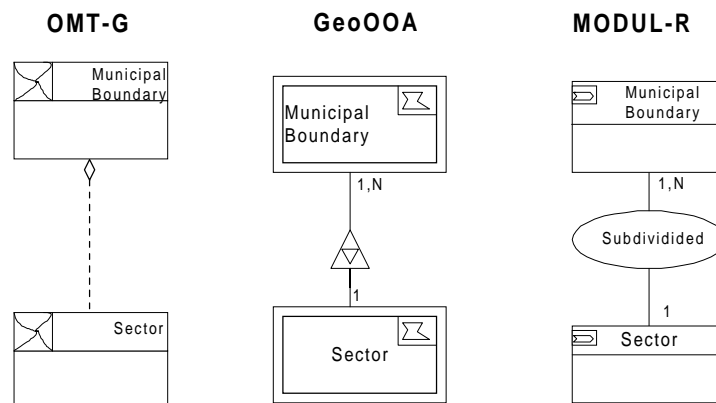 OMT-G
GeoOOA
MODUL-R
Municipal
Boundary
Municipal
Boundary
Municipal
Boundary
1,N
1,N
Subdividided
1
1
Sector
Sector
Sector